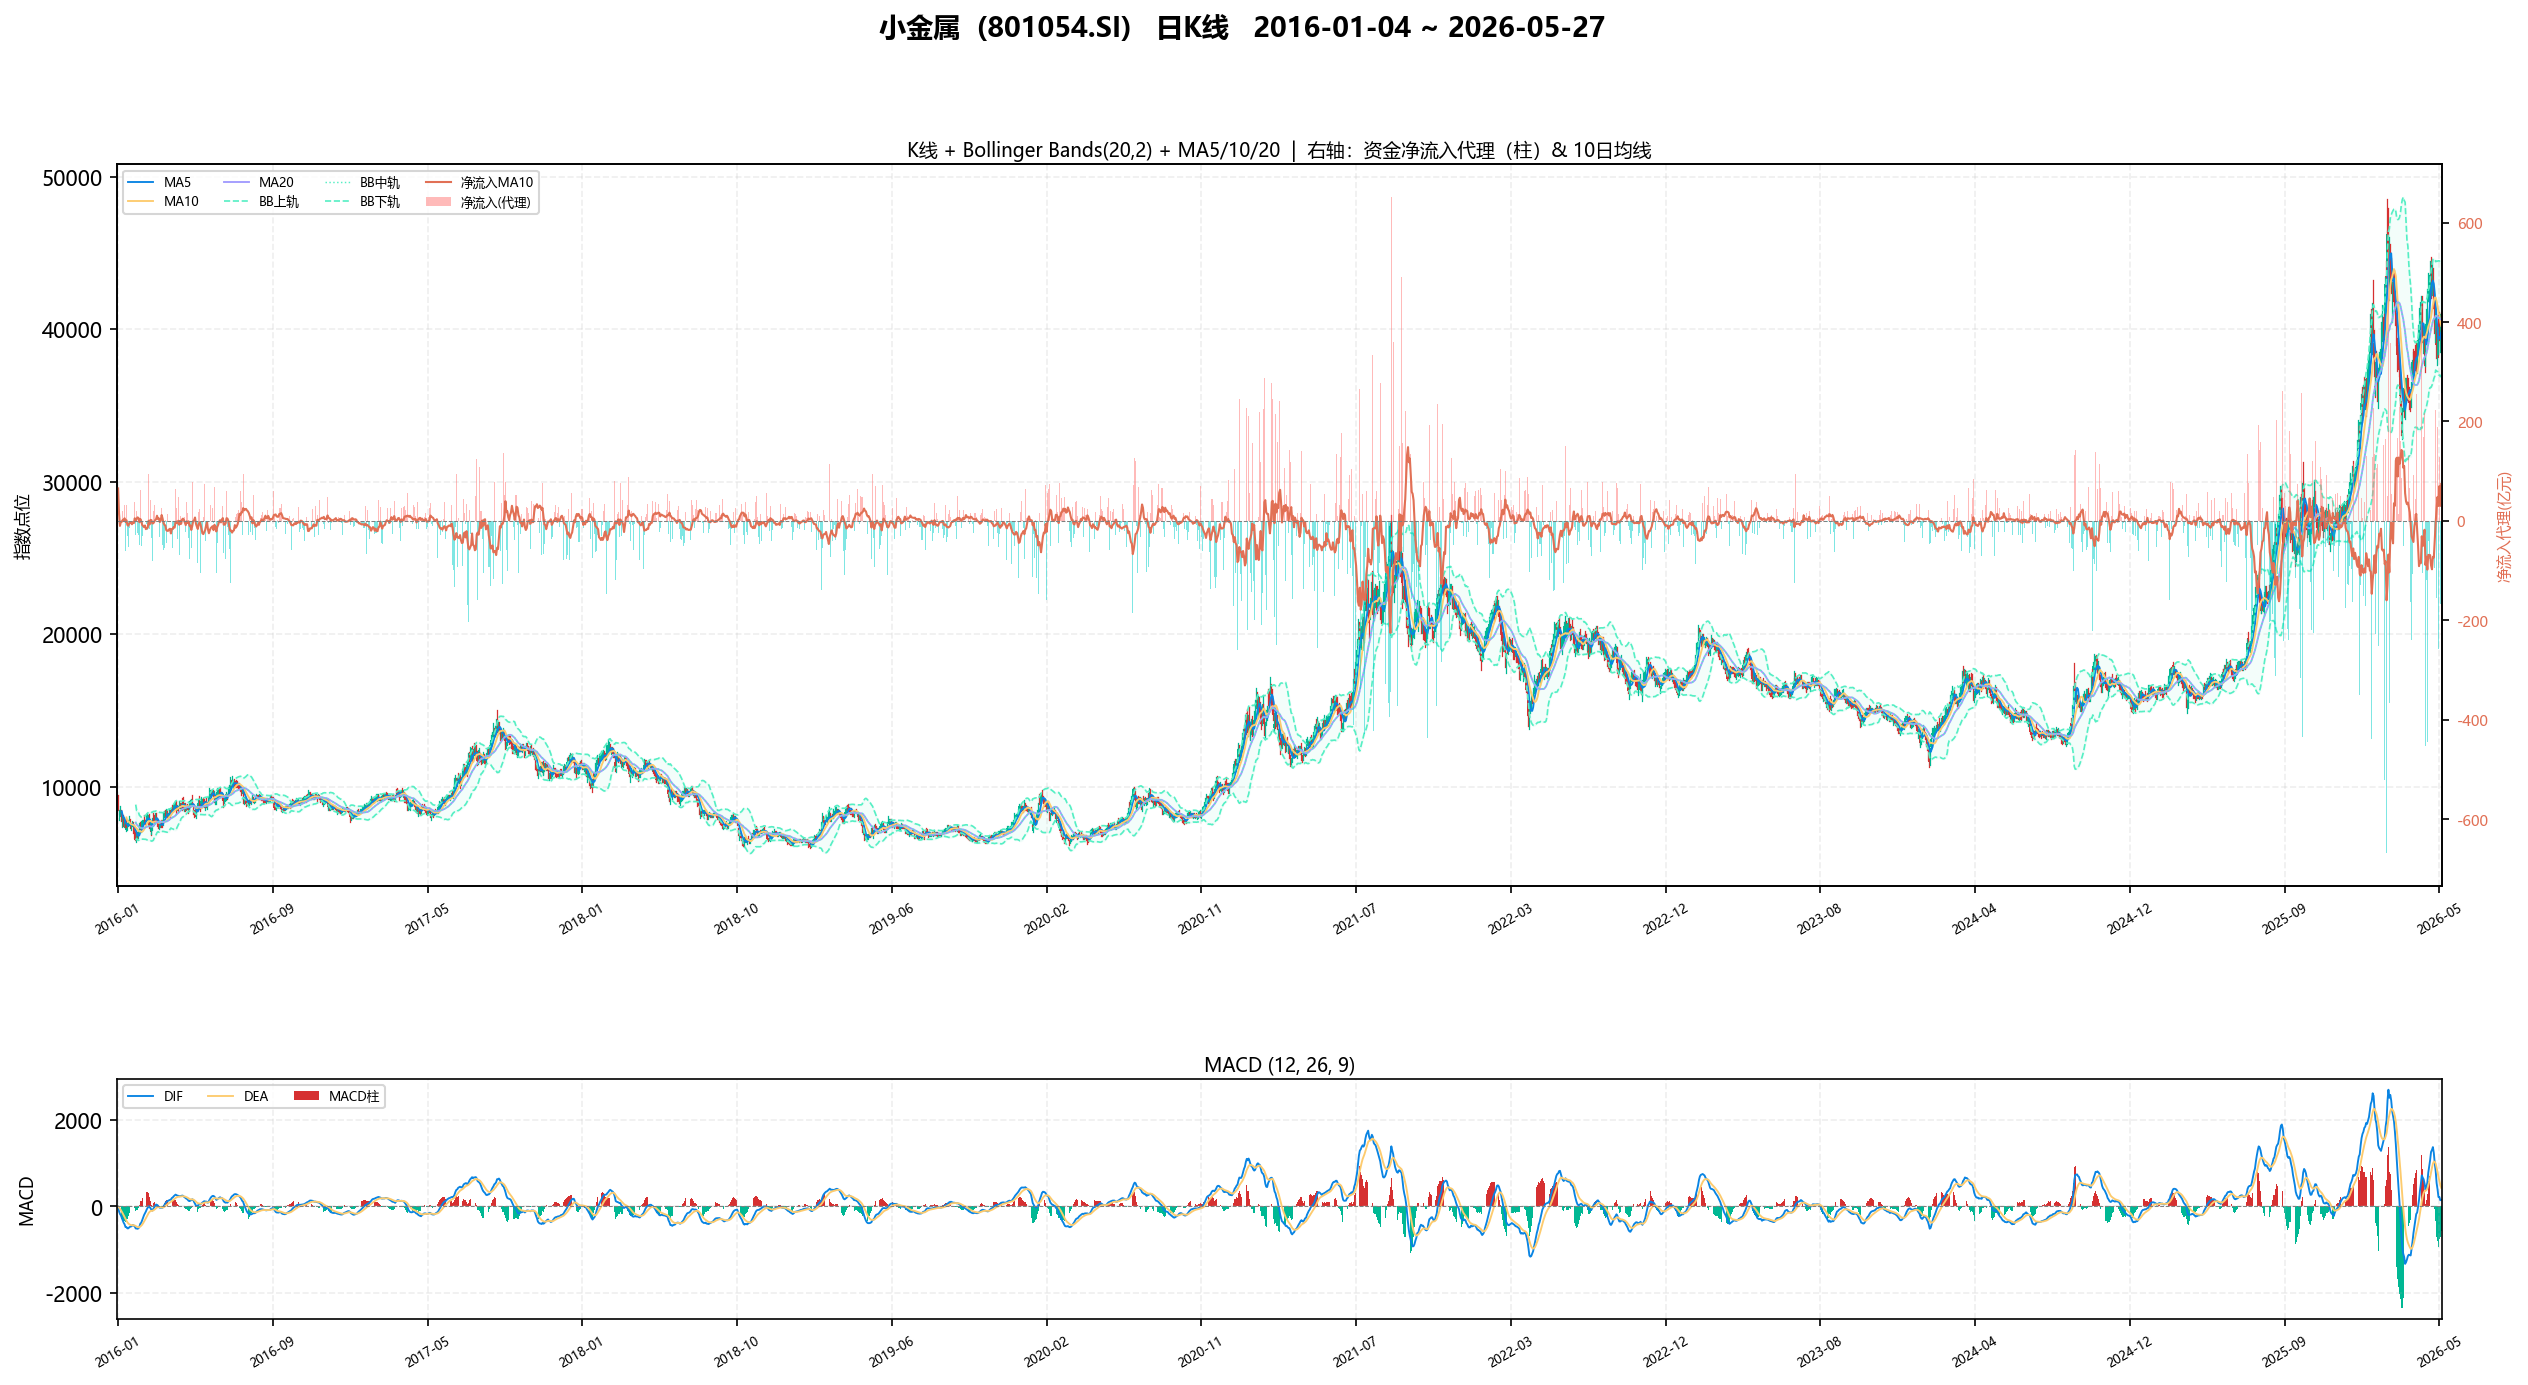 小金属 (801054.SI) 日K线 2016-01-04 ~ 2026-05-27
K线 + Bollinger Bands(20,2) + MA5/10/20 | 右轴：资金净流入代理（柱）& 10日均线
MA5 MA20 BB中轨 净流入MA10
MA10 BB上轨 BB下轨 净流入(代理)
50000
40000
30000
20000
10000
指数点位
600
400
200
0
-200
-400
-600
净流入代理(亿元)
2016-01 2016-09 2017-05 2018-01 2018-10 2019-06 2020-02 2020-11 2021-07 2022-03 2022-12 2023-08 2024-04 2024-12 2025-09 2026-05
MACD (12, 26, 9)
DIF DEA MACD柱
2000
0
-2000
MACD
2016-01 2016-09 2017-05 2018-01 2018-10 2019-06 2020-02 2020-11 2021-07 2022-03 2022-12 2023-08 2024-04 2024-12 2025-09 2026-05